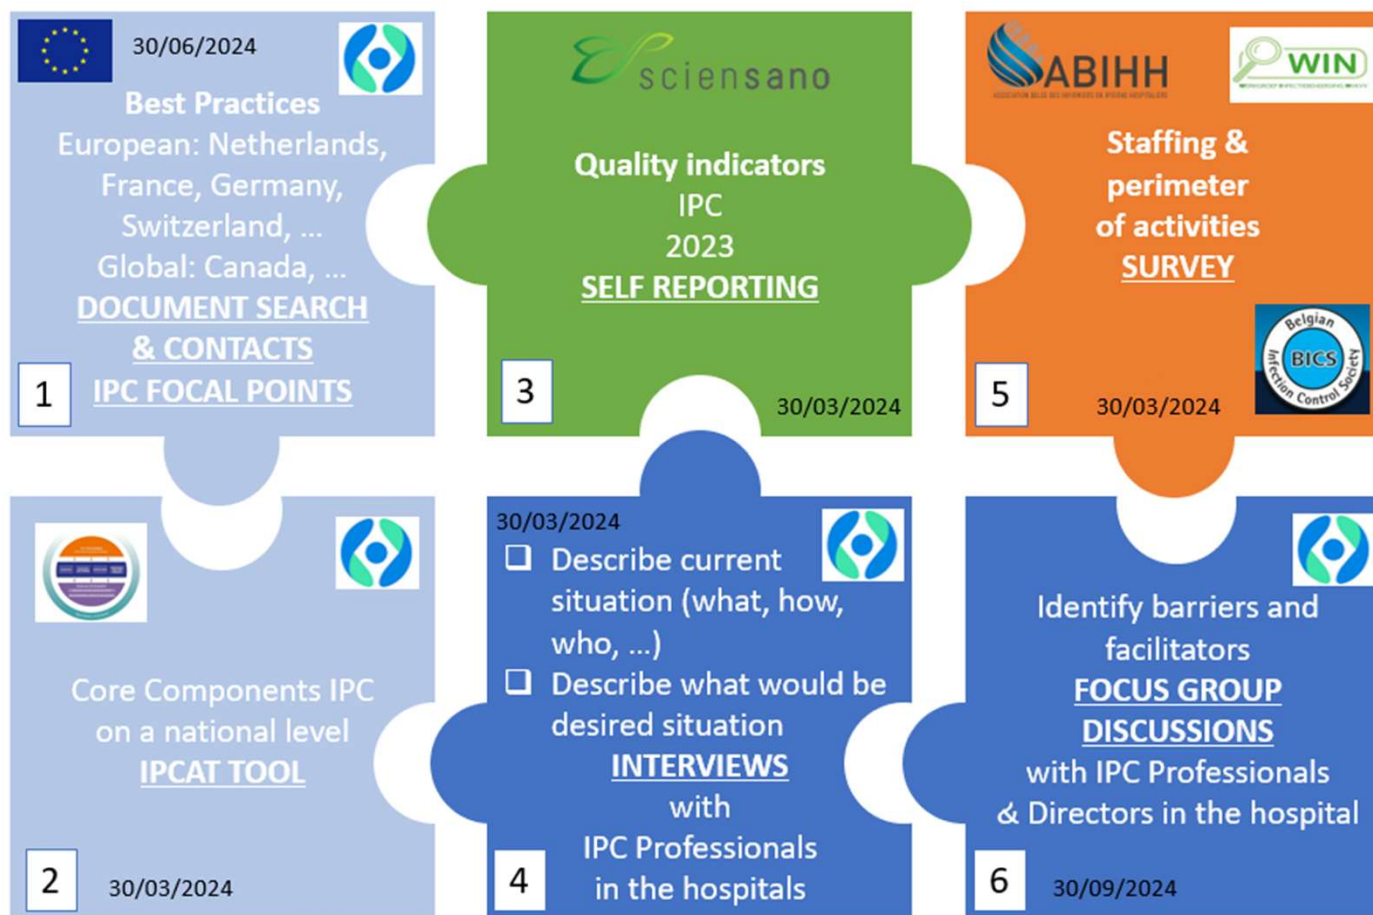 30/06/2024
Best Practices
European: Netherlands,
France, Germany,
Switzerland, ...
Global: Canada, ...
DOCUMENT SEARCH
& CONTACTS
IPC FOCAL POINTS
1
sciensano
Quality indicators
IPC
2023
SELF REPORTING
3
30/03/2024
ABIHH
WIN
Staffing &
perimeter
of activities
SURVEY
5
30/03/2024
Belgian
BICS
Infection Control Society
Core Components IPC
on a national level
IPCAT TOOL
2
30/03/2024
30/03/2024
Describe current
situation (what, how,
who, ...)
Describe what would be
desired situation
INTERVIEWS
with
IPC Professionals
in the hospitals
4
Identify barriers and
facilitators
FOCUS GROUP
DISCUSSIONS
with IPC Professionals
& Directors in the hospital
6
30/09/2024